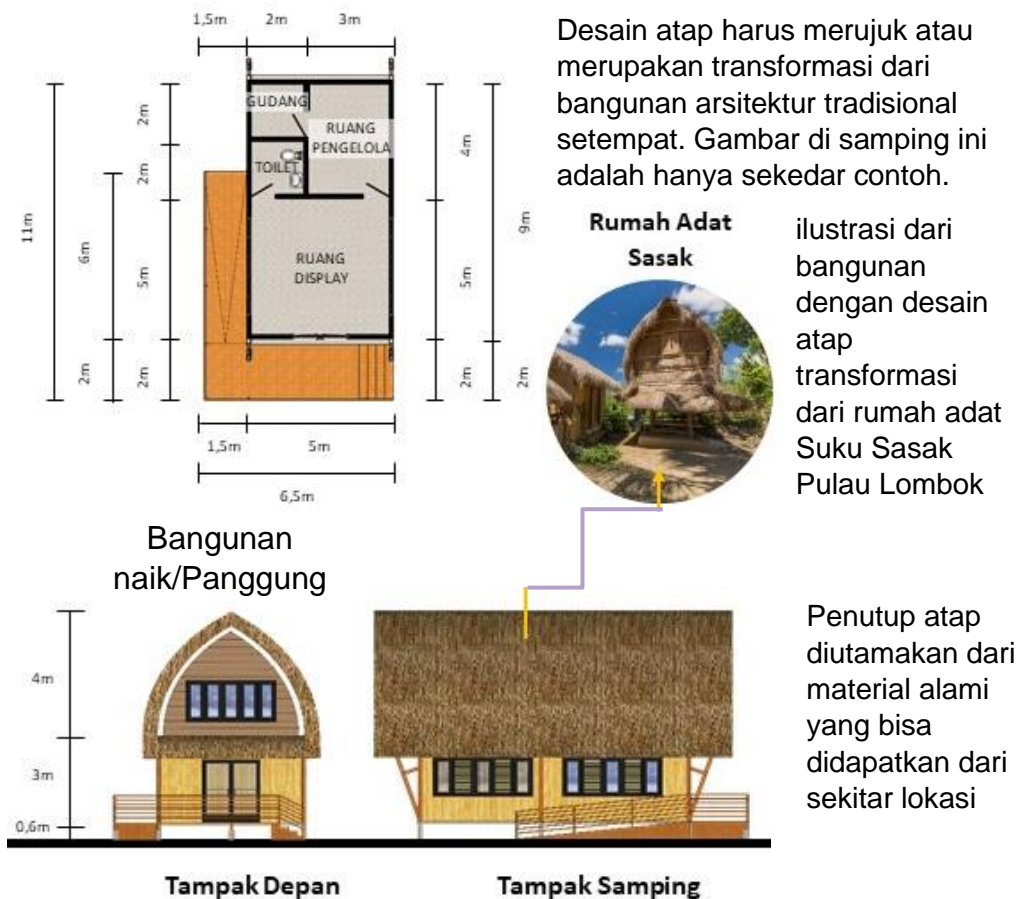 1,5m 2m 3m
Desain atap harus merujuk atau
merupakan transformasi dari
bangunan arsitektur tradisional
setempat. Gambar di samping ini
adalah hanya sekedar contoh.
GUDANG
RUANG
PENGELOLA
TOILET
RUANG
DISPLAY
11m
6m
2m
2m
2m
5m
2m
4m
5m
2m
9m
2m
1,5m 5m
6,5m
Rumah Adat
Sasak
ilustrasi dari
bangunan
dengan desain
atap
transformasi
dari rumah adat
Suku Sasak
Pulau Lombok
Bangunan
naik/Panggung
4m
3m
0,6m
Penutup atap
diutamakan dari
material alami
yang bisa
didapatkan dari
sekitar lokasi
Tampak Depan
Tampak Samping